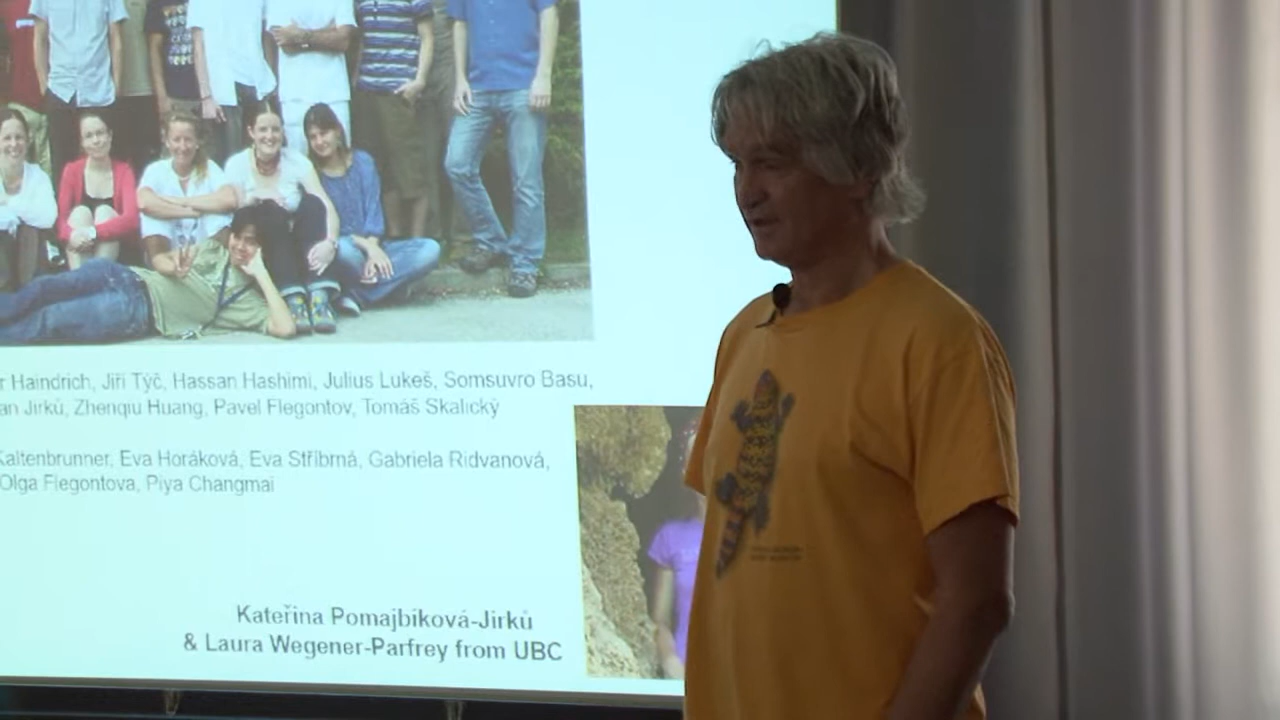 r Haindrich, Jiří Týč, Hassan Hashimi, Julius Lukeš, Somsuvro Basu,
an Jirků, Zhenqiu Huang, Pavel Flegontov, Tomáš Skalický
Kaltenbrunner, Eva Horáková, Eva Stříbrná, Gabriela Ridvanová,
Olga Flegontova, Piya Changmai
Kateřina Pomajbíková-Jirků
& Laura Wegener-Parfrey from UBC